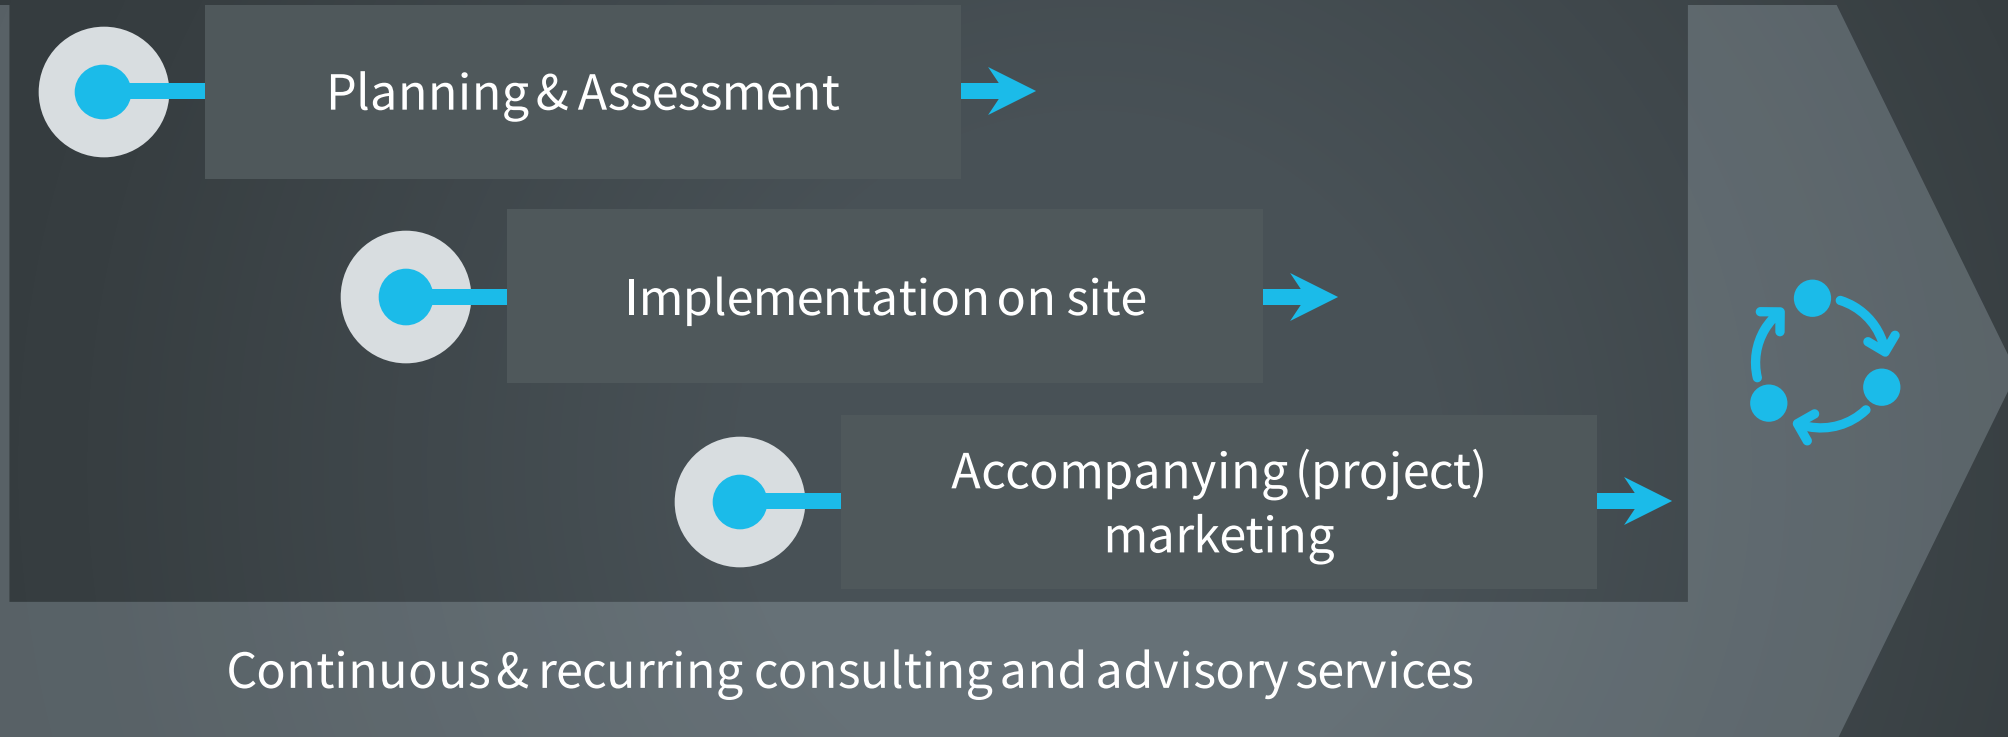 Planning & Assessment
Implementation on site
Accompanying (project)
marketing
Continuous & recurring consulting and advisory services